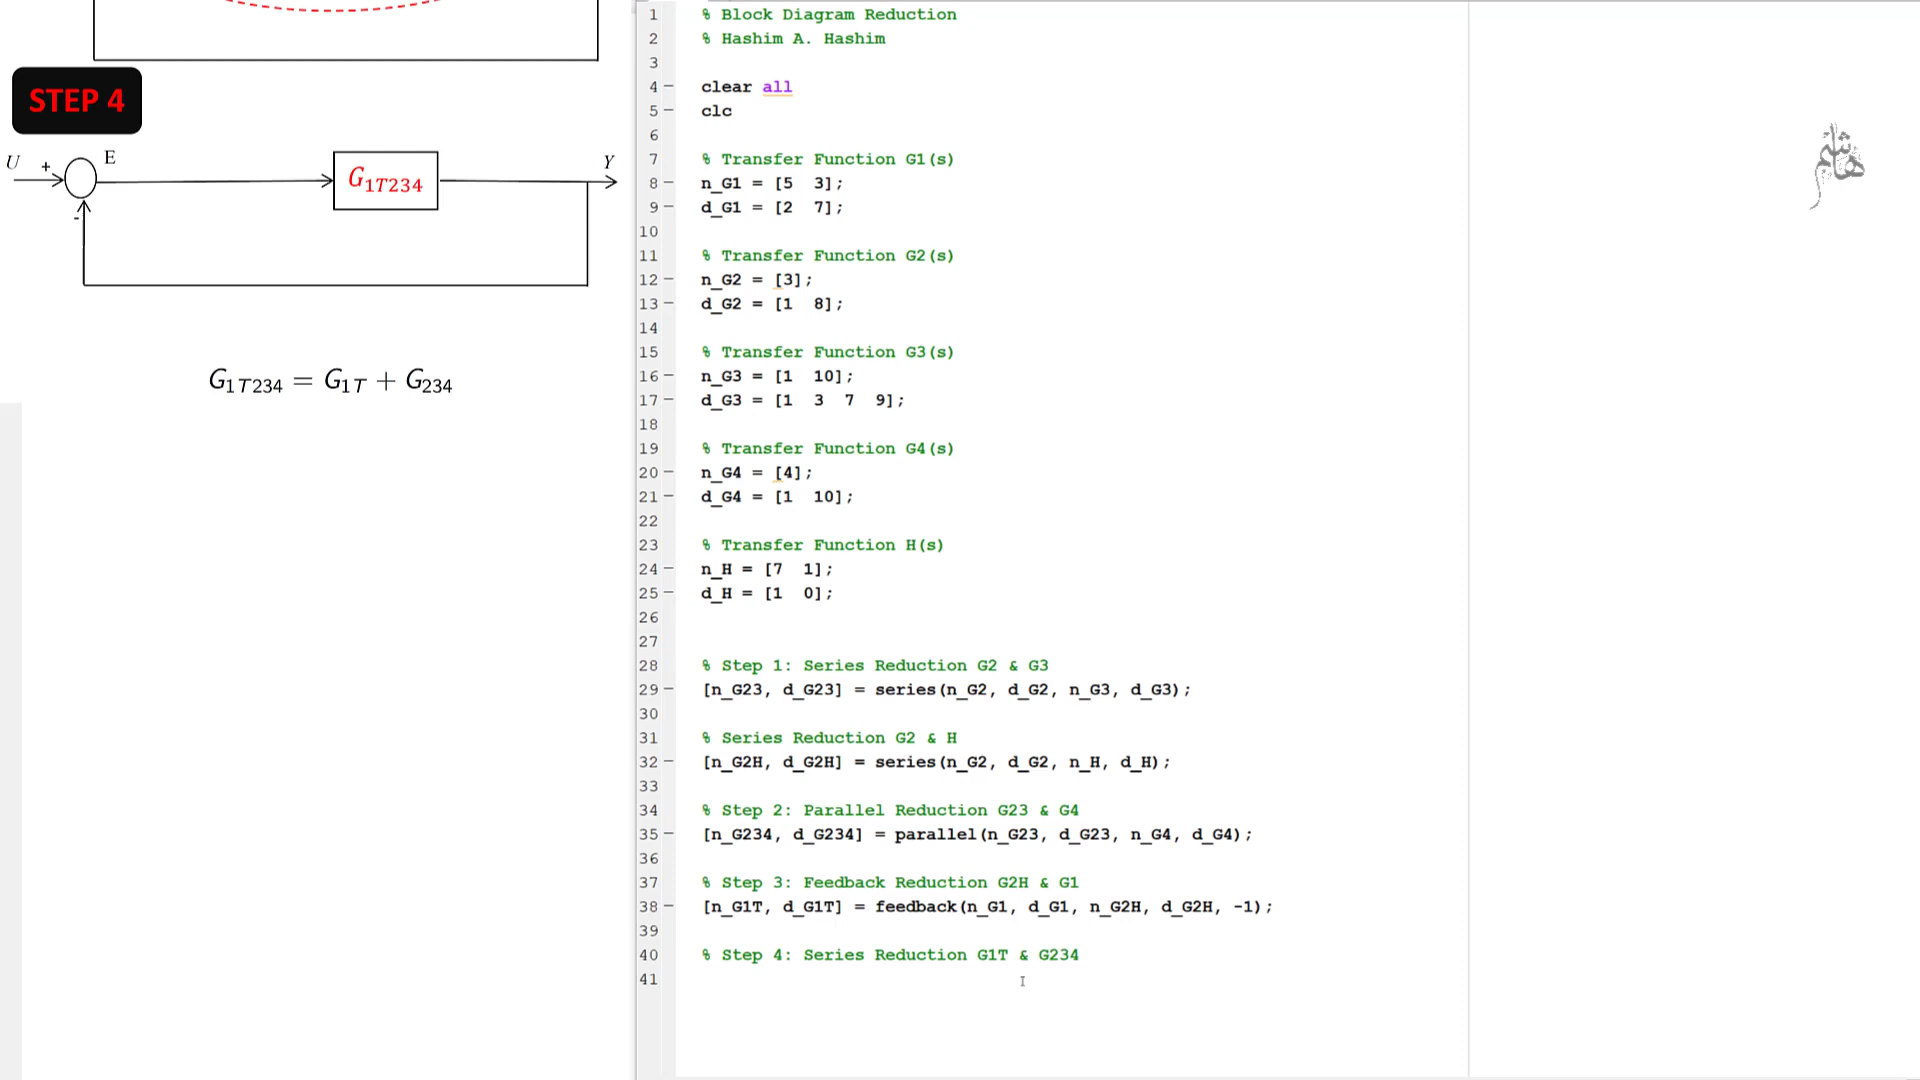 STEP 4
U + E G1T234 Y
-
G1T234 = G1T + G234
1 % Block Diagram Reduction
2 % Hashim A. Hashim
3
4 clear all
5 clc
6
7 % Transfer Function G1(s)
8 n_G1 = [5 3];
9 d_G1 = [2 7];
10
11 % Transfer Function G2(s)
12 n_G2 = [3];
13 d_G2 = [1 8];
14
15 % Transfer Function G3(s)
16 n_G3 = [1 10];
17 d_G3 = [1 3 7 9];
18
19 % Transfer Function G4(s)
20 n_G4 = [4];
21 d_G4 = [1 10];
22
23 % Transfer Function H(s)
24 n_H = [7 1];
25 d_H = [1 0];
26
27
28 % Step 1: Series Reduction G2 & G3
29 [n_G23, d_G23] = series(n_G2, d_G2, n_G3, d_G3);
30
31 % Series Reduction G2 & H
32 [n_G2H, d_G2H] = series(n_G2, d_G2, n_H, d_H);
33
34 % Step 2: Parallel Reduction G23 & G4
35 [n_G234, d_G234] = parallel(n_G23, d_G23, n_G4, d_G4);
36
37 % Step 3: Feedback Reduction G2H & G1
38 [n_G1T, d_G1T] = feedback(n_G1, d_G1, n_G2H, d_G2H, -1);
39
40 % Step 4: Series Reduction G1T & G234
41
هاشم